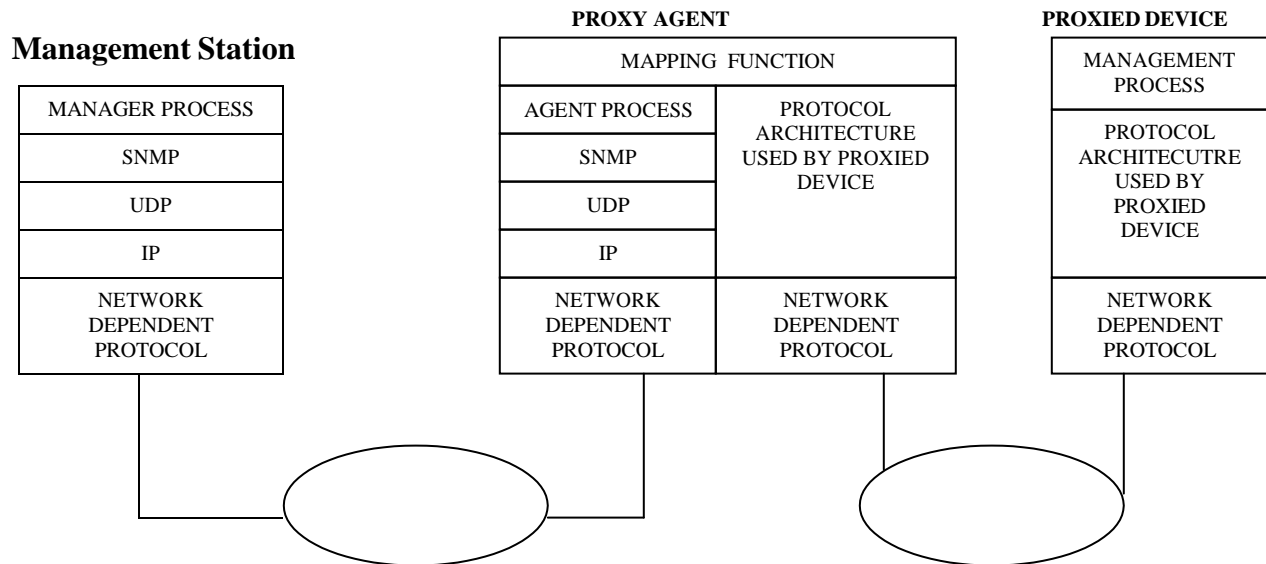 Management Station
MANAGER PROCESS
SNMP
UDP
IP
NETWORK
DEPENDENT
PROTOCOL
PROXY AGENT
MAPPING FUNCTION
AGENT PROCESS
SNMP
UDP
IP
NETWORK
DEPENDENT
PROTOCOL
PROTOCOL
ARCHITECTURE
USED BY PROXIED
DEVICE
NETWORK
DEPENDENT
PROTOCOL
PROXIED DEVICE
MANAGEMENT
PROCESS
PROTOCOL
ARCHITECUTRE
USED BY
PROXIED
DEVICE
NETWORK
DEPENDENT
PROTOCOL